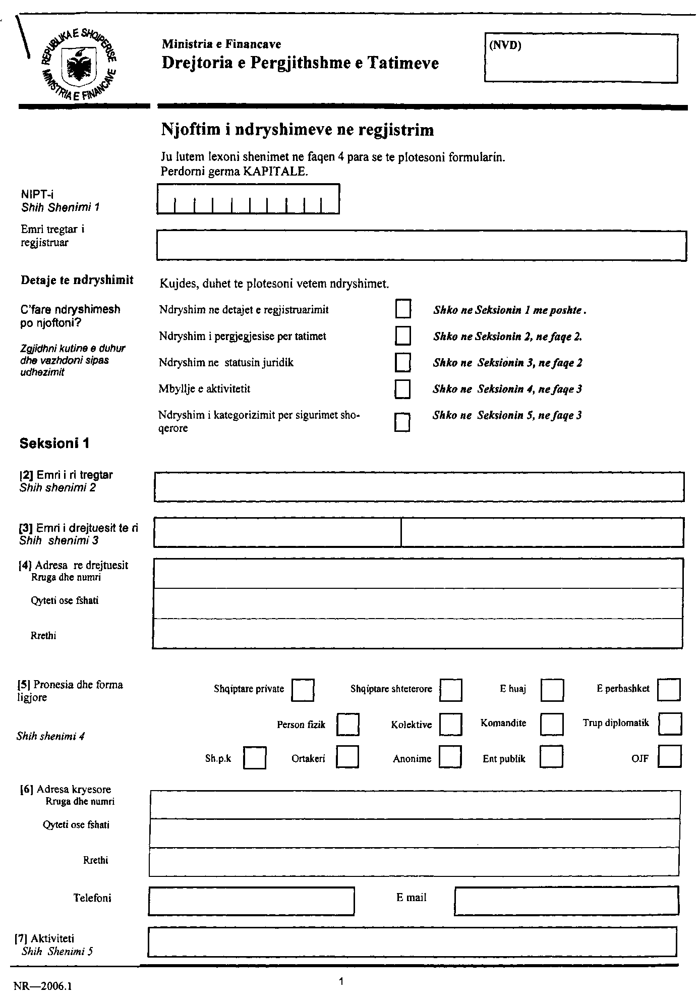 REPUBLIKA E SHQIPERISE
MINISTRIA E FINANCAVE
Ministria e Financave
Drejtoria e Pergjithshme e Tatimeve
(NVD)
Njoftim i ndryshimeve ne regjistrim
Ju lutem lexoni shenimet ne faqen 4 para se te plotesoni formularin.
Perdorni germa KAPITALE.
NIPT-i
Shih Shenimi 1
Emri tregtar i
regjistruar
Detaje te ndryshimit
Kujdes, duhet te plotesoni vetem ndryshimet.
C'fare ndryshimesh
po njoftoni?
Zgjidhni kutine e duhur
dhe vazhdoni sipas
udhezimit
Ndryshim ne detajet e regjistruarimit Shko ne Seksionin 1 me poshte .
Ndryshim i pergjegjesise per tatimet Shko ne Seksionin 2, ne faqe 2.
Ndryshim ne statusin juridik Shko ne Seksionin 3, ne faqe 2
Mbyllje e aktivitetit Shko ne Seksionin 4, ne faqe 3
Ndryshim i kategorizimit per sigurimet sho- Shko ne Seksionin 5, ne faqe 3
qerore
Seksioni 1
[2] Emri i ri tregtar
Shih shenimi 2
[3] Emri i drejtuesit te ri
Shih shenimi 3
[4] Adresa re drejtuesit
Rruga dhe numri
Qyteti ose fshati
Rrethi
[5] Pronesia dhe forma
ligjore
Shqiptare private Shqiptare shteterore E huaj E perbashket
Person fizik Kolektive Komandite Trup diplomatik
Shih shenimi 4
Sh.p.k Ortakeri Anonime Ent publik OJF
[6] Adresa kryesore
Rruga dhe numri
Qyteti ose fshati
Rrethi
Telefoni E mail
[7] Aktiviteti
Shih Shenimi 5
NR—2006.1 1